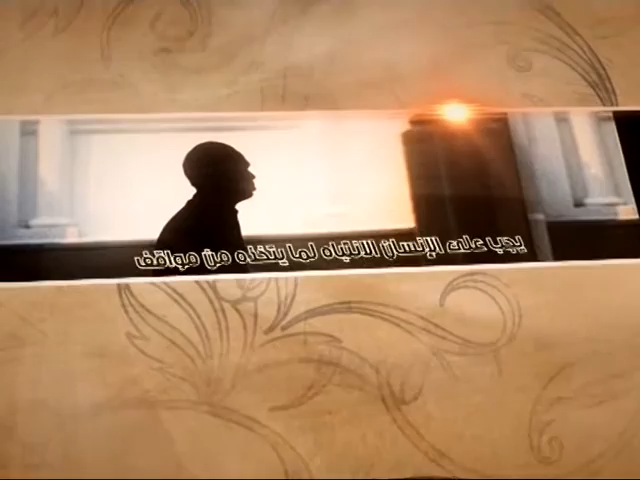 يجب على الإنسان الانتباه لما يتخذه من مواقف